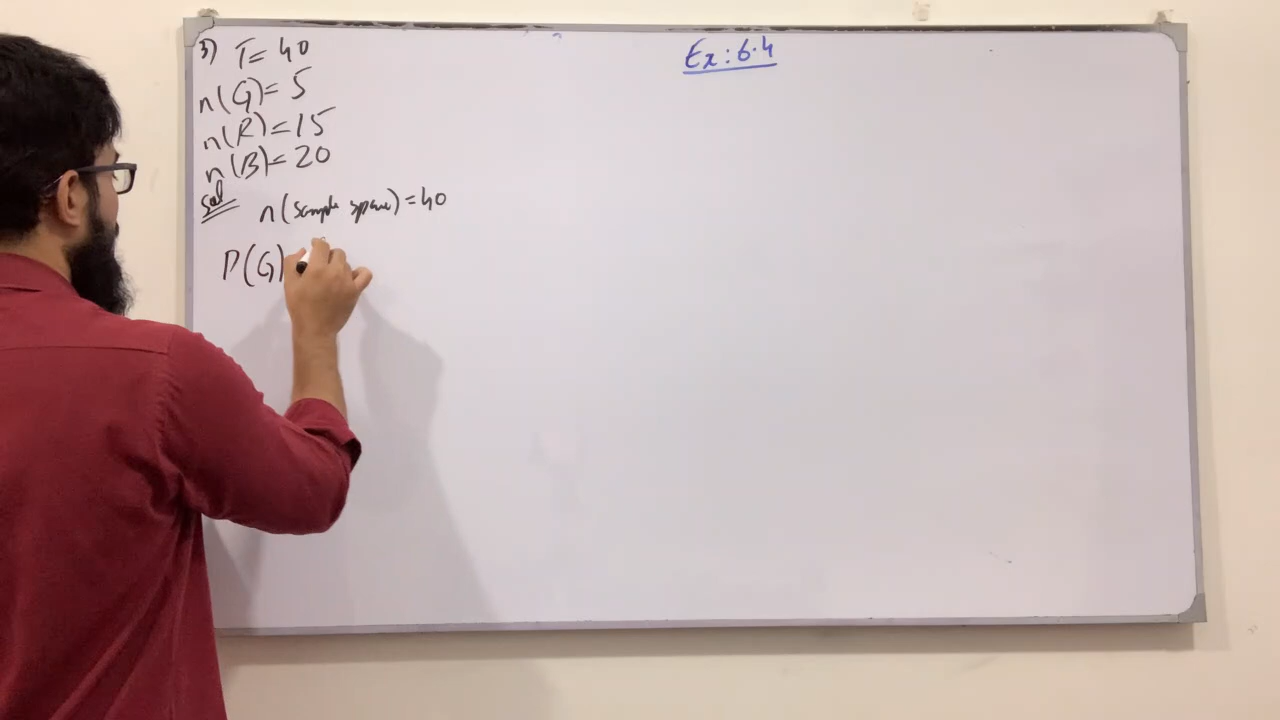 Ex: 6.4
3) T= 40
n(G)= 5
n(R)=15
n(B)= 20
Sol n(sample space)=40
P(G)